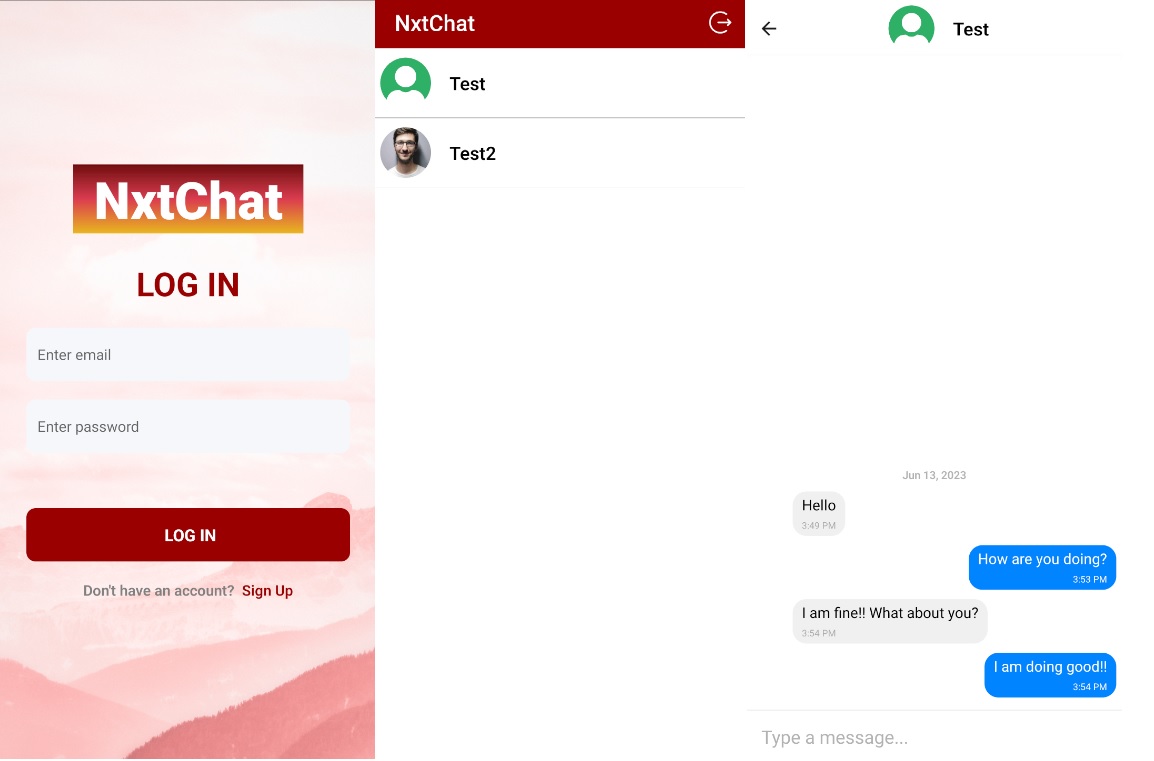 NxtChat
LOG IN
Enter email
Enter password
LOG IN
Don't have an account? Sign Up
NxtChat
Test
Test2
Test
Jun 13, 2023
Hello
3:49 PM
How are you doing?
3:53 PM
I am fine!! What about you?
3:54 PM
I am doing good!!
3:54 PM
Type a message...